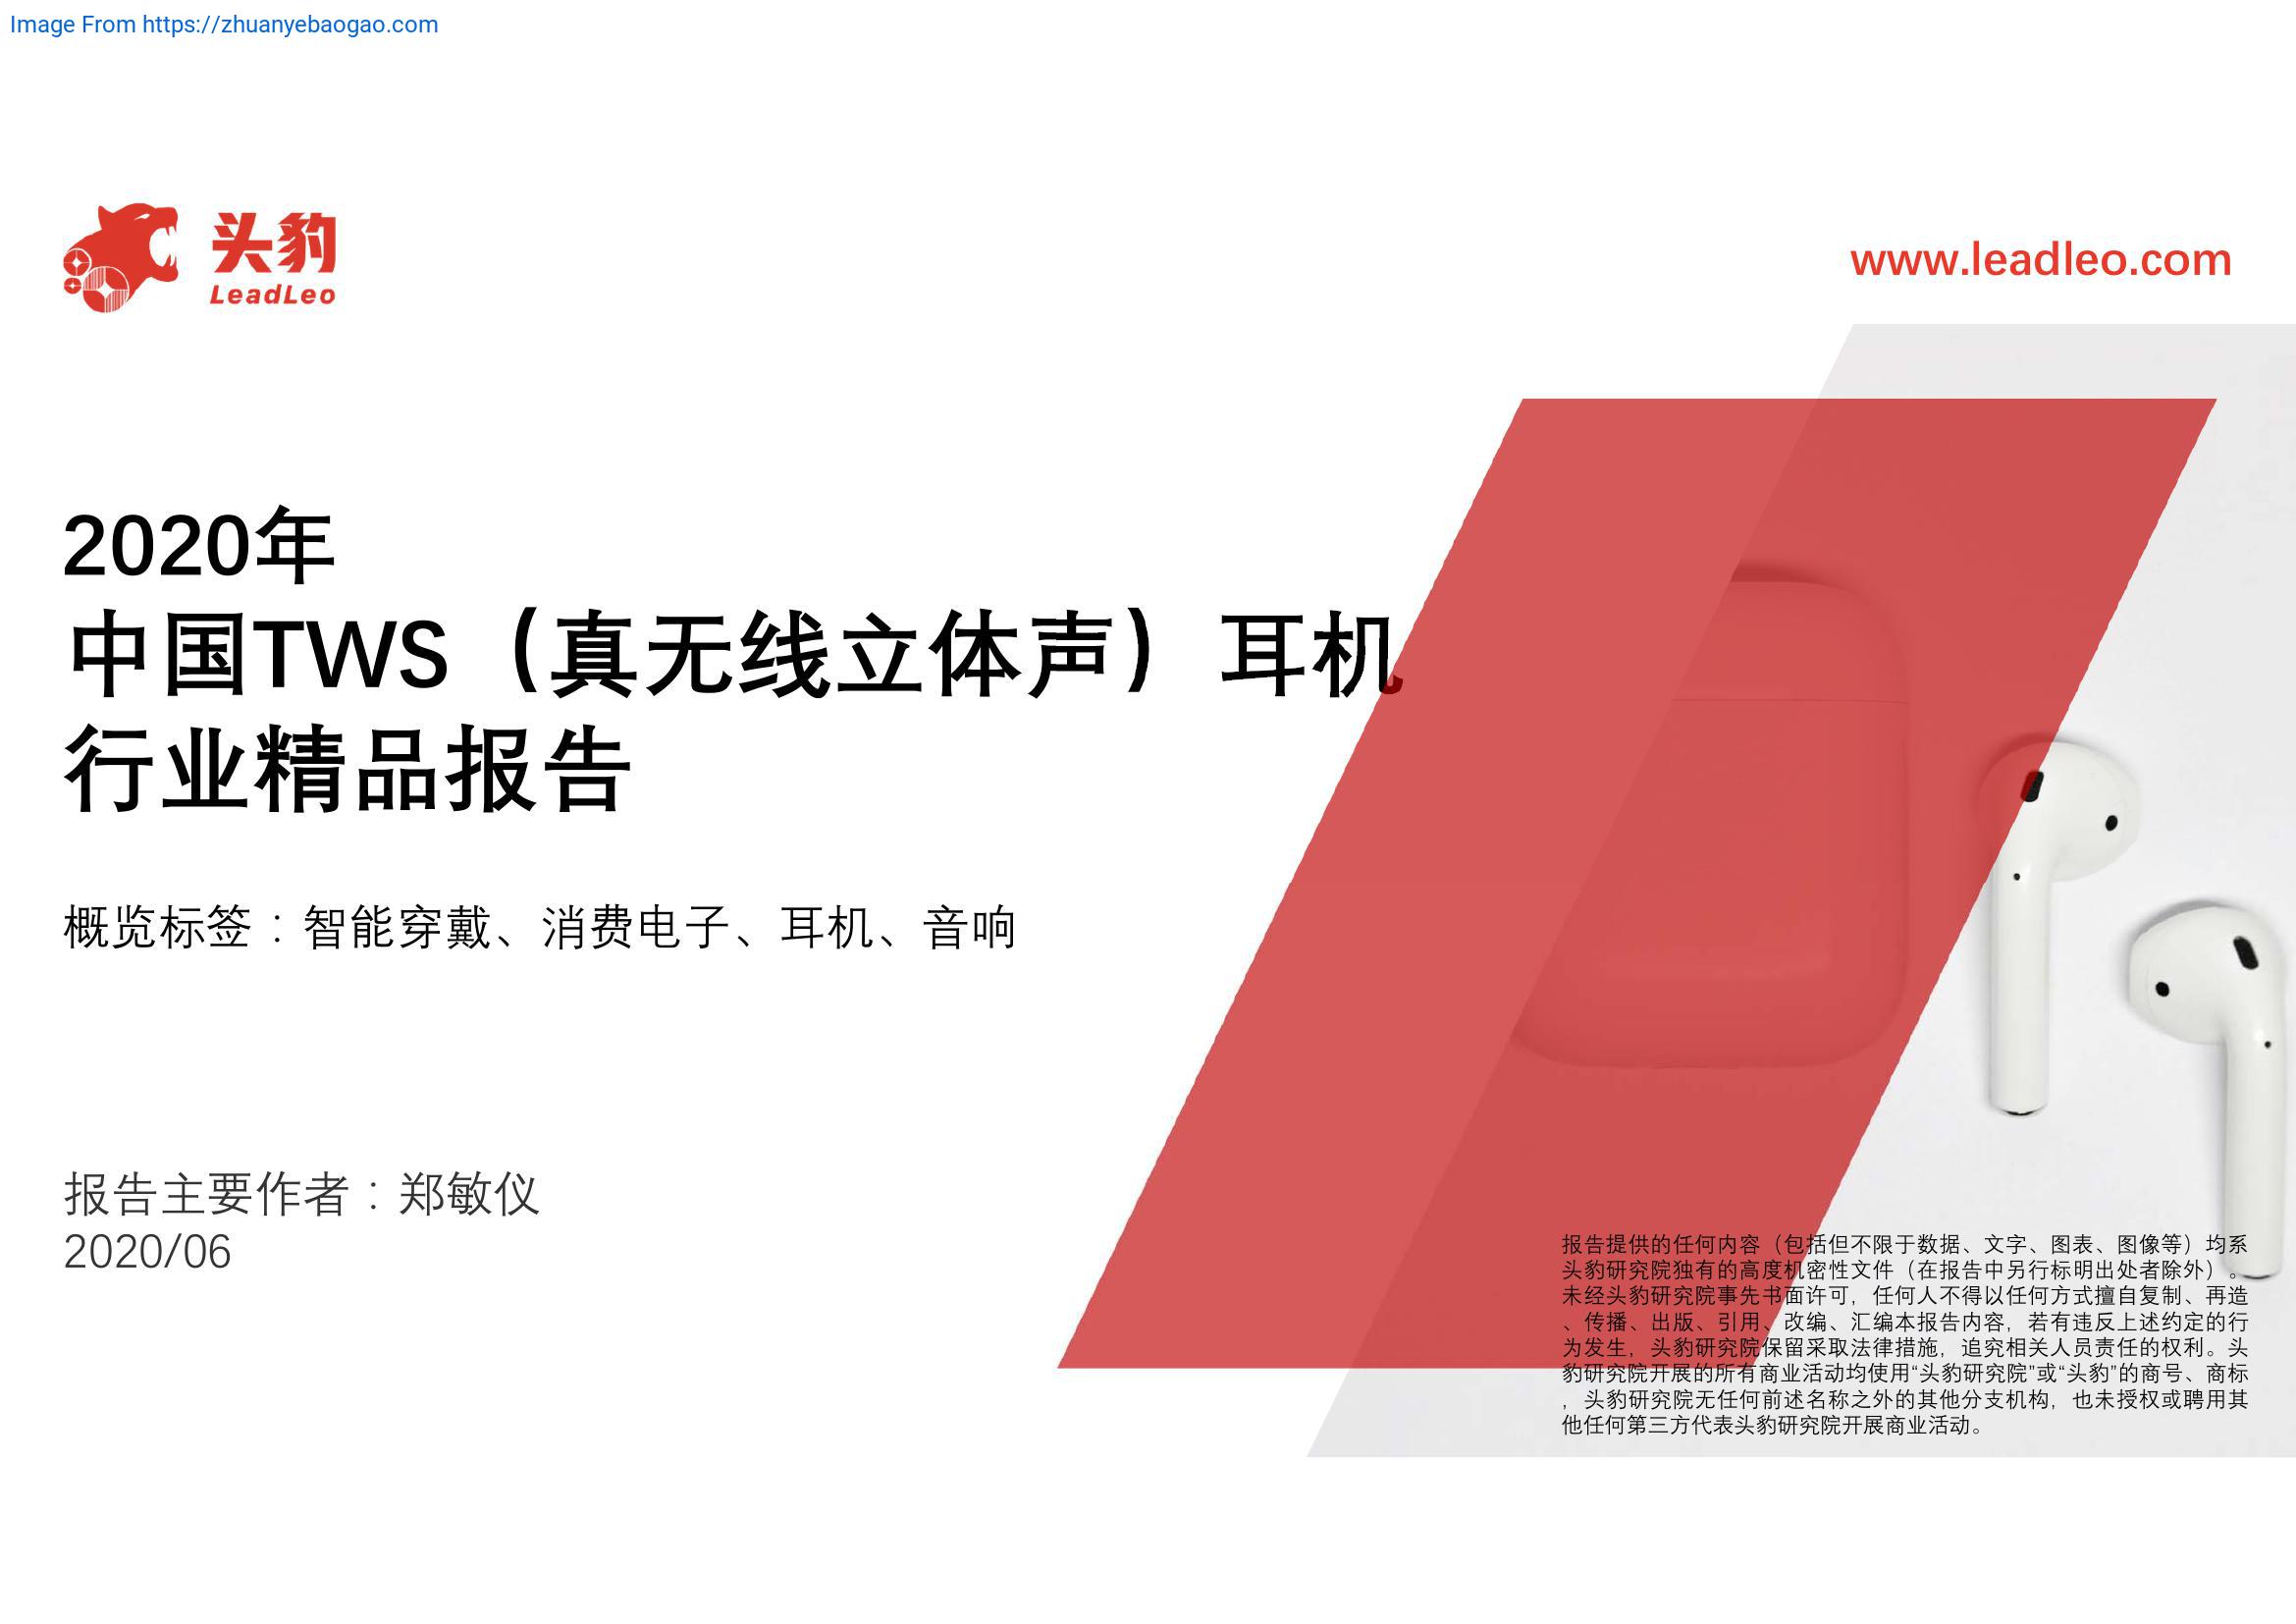 Image From https://zhuanyebaogao.com
头豹
LeadLeo
www.leadleo.com
2020年
中国TWS（真无线立体声）耳机
行业精品报告
概览标签：智能穿戴、消费电子、耳机、音响
报告主要作者：郑敏仪
2020/06
报告提供的任何内容（包括但不限于数据、文字、图表、图像等）均系
头豹研究院独有的高度机密性文件（在报告中另行标明出处者除外）。
未经头豹研究院事先书面许可，任何人不得以任何方式擅自复制、再造
、传播、出版、引用、改编、汇编本报告内容，若有违反上述约定的行
为发生，头豹研究院保留采取法律措施，追究相关人员责任的权利。头
豹研究院开展的所有商业活动均使用“头豹研究院”或“头豹”的商号、商标
，头豹研究院无任何前述名称之外的其他分支机构，也未授权或聘用其
他任何第三方代表头豹研究院开展商业活动。